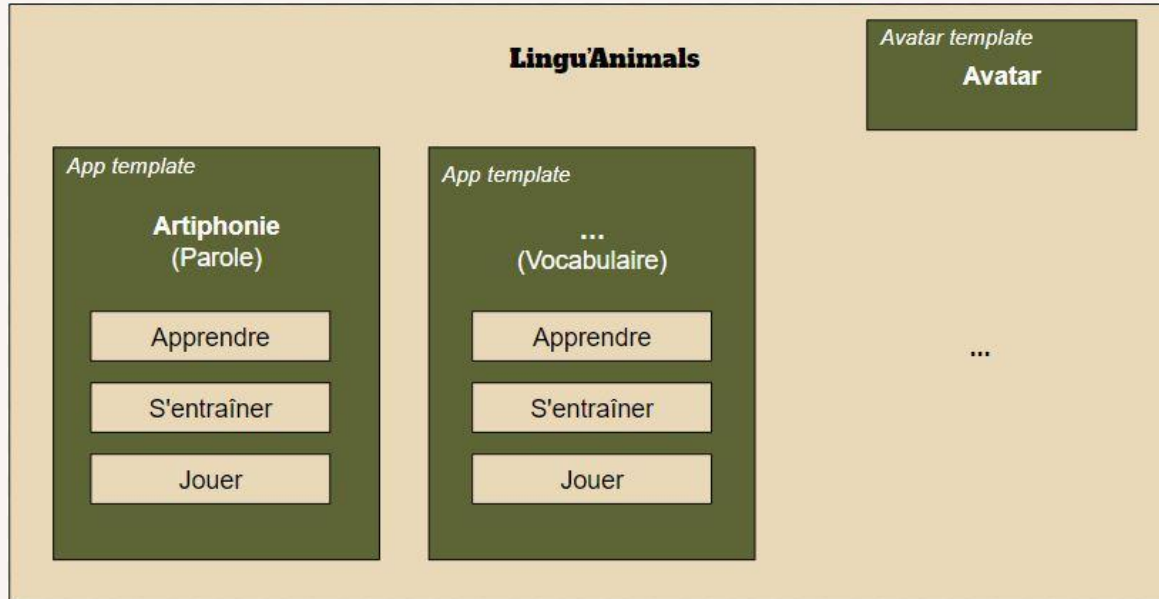 Lingu'Animals
Avatar template
Avatar
App template
Artiphonie
(Parole)
Apprendre
S'entraîner
Jouer
App template
...
(Vocabulaire)
Apprendre
S'entraîner
Jouer
...